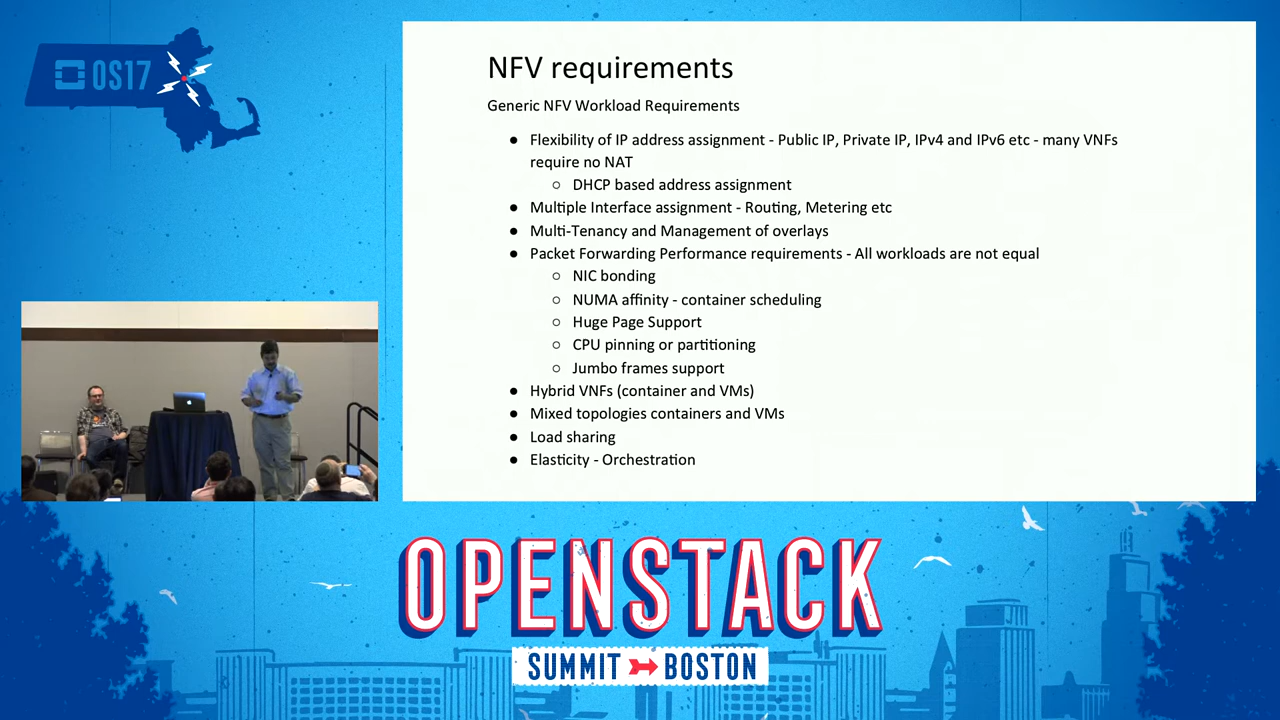 OS17
NFV requirements
Generic NFV Workload Requirements
● Flexibility of IP address assignment - Public IP, Private IP, IPv4 and IPv6 etc - many VNFs
require no NAT
○ DHCP based address assignment
● Multiple Interface assignment - Routing, Metering etc
● Multi-Tenancy and Management of overlays
● Packet Forwarding Performance requirements - All workloads are not equal
○ NIC bonding
○ NUMA affinity - container scheduling
○ Huge Page Support
○ CPU pinning or partitioning
○ Jumbo frames support
● Hybrid VNFs (container and VMs)
● Mixed topologies containers and VMs
● Load sharing
● Elasticity - Orchestration
OPENSTACK
SUMMIT BOSTON